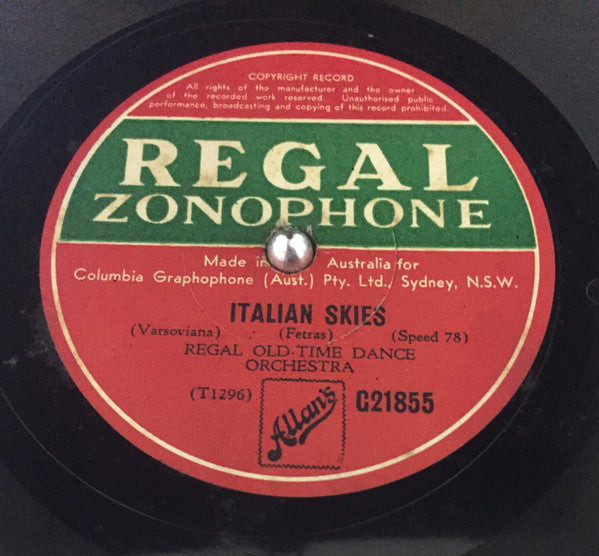 COPYRIGHT RECORD
All rights of the manufacturer and the owner
of the recorded work reserved. Unauthorised public
performance, broadcasting and copying of this record prohibited.
REGAL
ZONOPHONE
Made in Australia for
Columbia Graphophone (Aust.) Pty. Ltd., Sydney, N.S.W.
ITALIAN SKIES
(Varsoviana) (Fetras) (Speed 78)
REGAL OLD-TIME DANCE
ORCHESTRA
(T1296) Allan's G21855